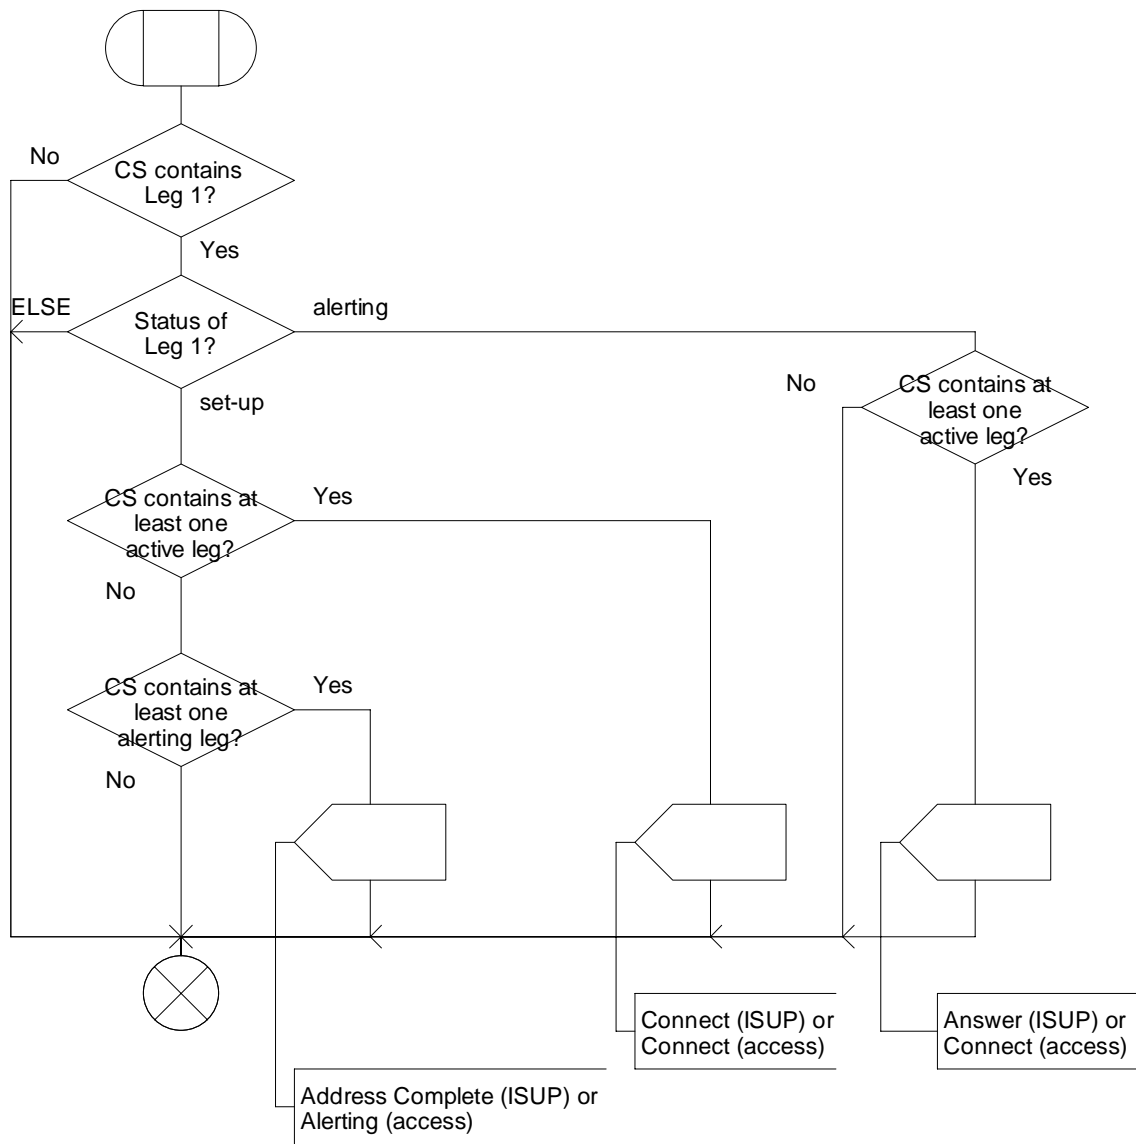 No
CS contains
Leg 1?
Yes
ELSE
Status of
Leg 1?
alerting
set-up
No
CS contains at
least one
active leg?
Yes
CS contains at
least one
active leg?
Yes
No
CS contains at
least one
alerting leg?
Yes
No
Connect (ISUP) or
Connect (access)
Answer (ISUP) or
Connect (access)
Address Complete (ISUP) or
Alerting (access)